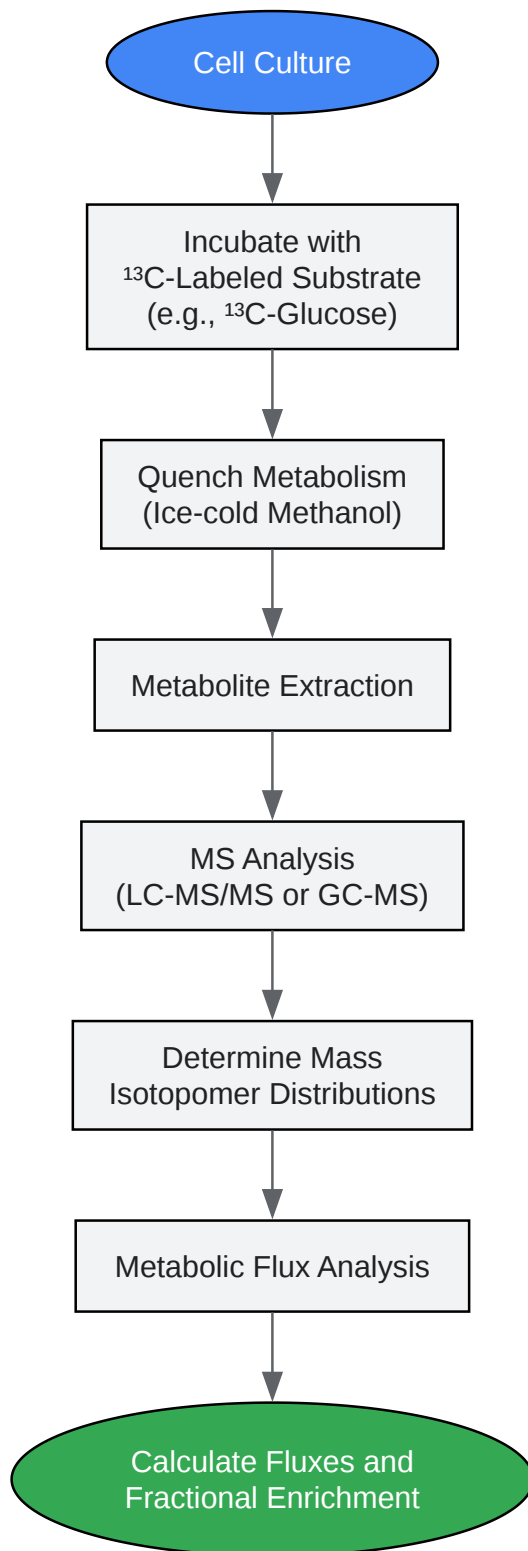 Cell Culture
Incubate with
¹³C-Labeled Substrate
(e.g., ¹³C-Glucose)
Quench Metabolism
(Ice-cold Methanol)
Metabolite Extraction
MS Analysis
(LC-MS/MS or GC-MS)
Determine Mass
Isotopomer Distributions
Metabolic Flux Analysis
Calculate Fluxes and
Fractional Enrichment